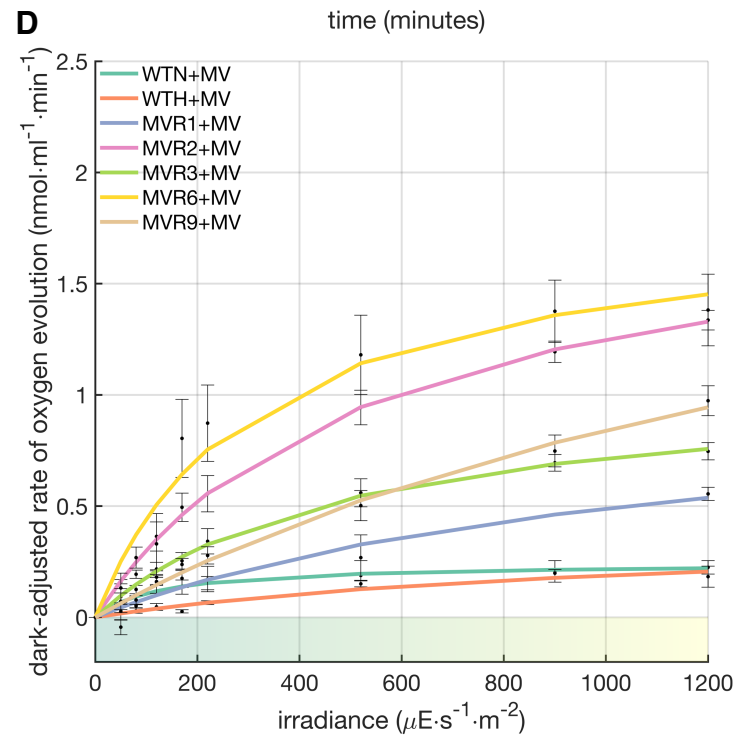 D
time (minutes)
dark-adjusted rate of oxygen evolution (nmol·ml⁻¹·min⁻¹)
2.5
2
1.5
1
0.5
0
WTN+MV
WTH+MV
MVR1+MV
MVR2+MV
MVR3+MV
MVR6+MV
MVR9+MV
0 200 400 600 800 1000 1200
irradiance (μE·s⁻¹·m⁻²)